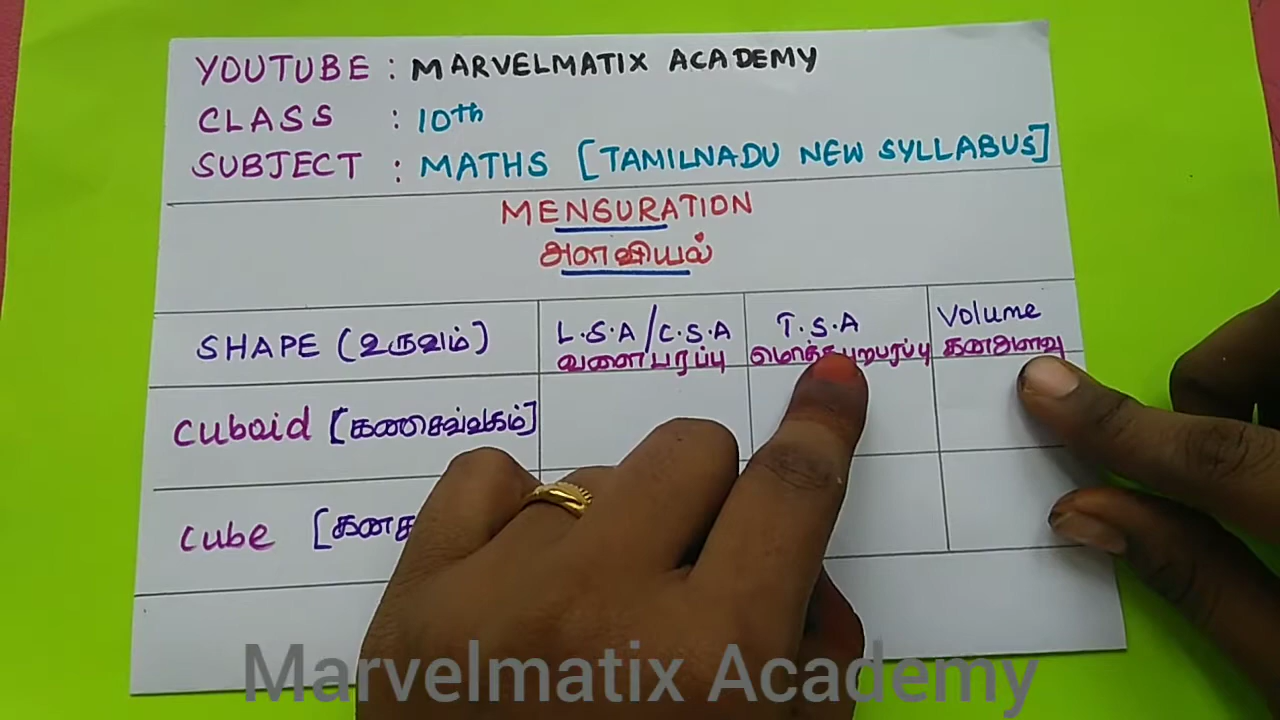 YOUTUBE : MARVELMATIX ACADEMY
CLASS : 10th
SUBJECT : MATHS [TAMILNADU NEW SYLLABUS]
MENSURATION
அளவியல்
SHAPE (உருவம்) L.S.A/C.S.A T.S.A Volume
வளைபரப்பு கனஅளவு
cuboid [கணசவ்வகம்]
cube
Marvelmatix Academy